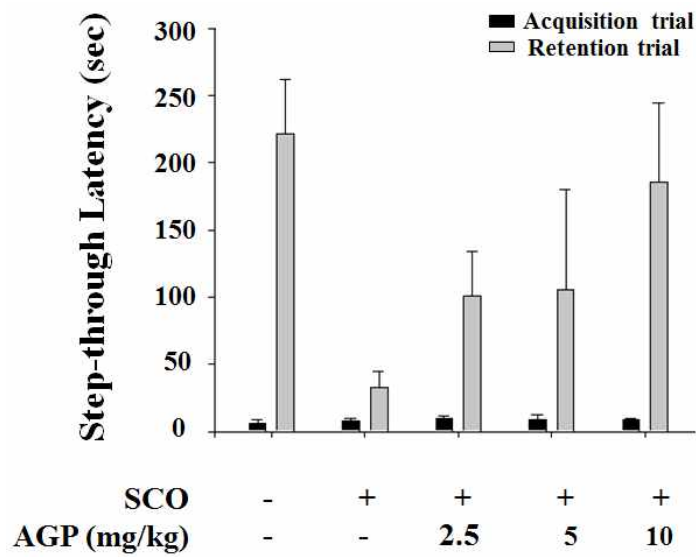 Acquisition trial
Retention trial
Step-through Latency (sec)
300
250
200
150
100
50
0
SCO - + + + +
AGP (mg/kg) - - 2.5 5 10